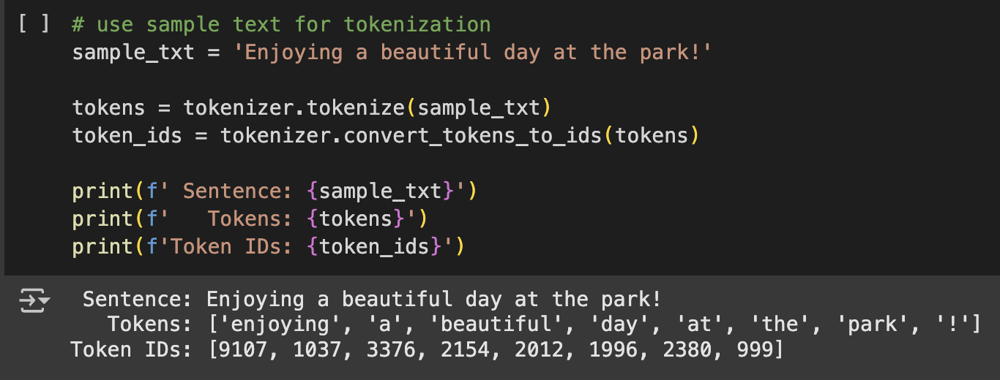 [ ] # use sample text for tokenization
sample_txt = 'Enjoying a beautiful day at the park!'
tokens = tokenizer.tokenize(sample_txt)
token_ids = tokenizer.convert_tokens_to_ids(tokens)
print(f' Sentence: {sample_txt}')
print(f'   Tokens: {tokens}')
print(f'Token IDs: {token_ids}')
 Sentence: Enjoying a beautiful day at the park!
   Tokens: ['enjoying', 'a', 'beautiful', 'day', 'at', 'the', 'park', '!']
Token IDs: [9107, 1037, 3376, 2154, 2012, 1996, 2380, 999]